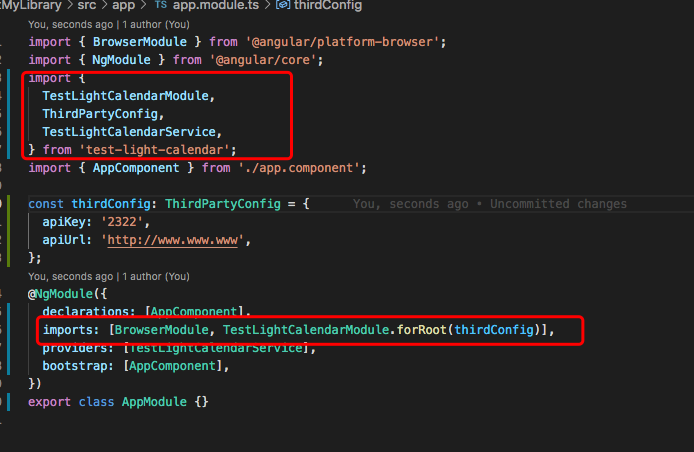 tMyLibrary > src > app > TS app.module.ts > thirdConfig
You, seconds ago | 1 author (You)
import { BrowserModule } from '@angular/platform-browser';
import { NgModule } from '@angular/core';
import {
TestLightCalendarModule,
ThirdPartyConfig,
TestLightCalendarService,
} from 'test-light-calendar';
import { AppComponent } from './app.component';
const thirdConfig: ThirdPartyConfig = { You, seconds ago • Uncommitted changes
apiKey: '2322',
apiUrl: 'http://www.www.www',
};
You, seconds ago | 1 author (You)
@NgModule({
declarations: [AppComponent],
imports: [BrowserModule, TestLightCalendarModule.forRoot(thirdConfig)],
providers: [TestLightCalendarService],
bootstrap: [AppComponent],
})
export class AppModule {}